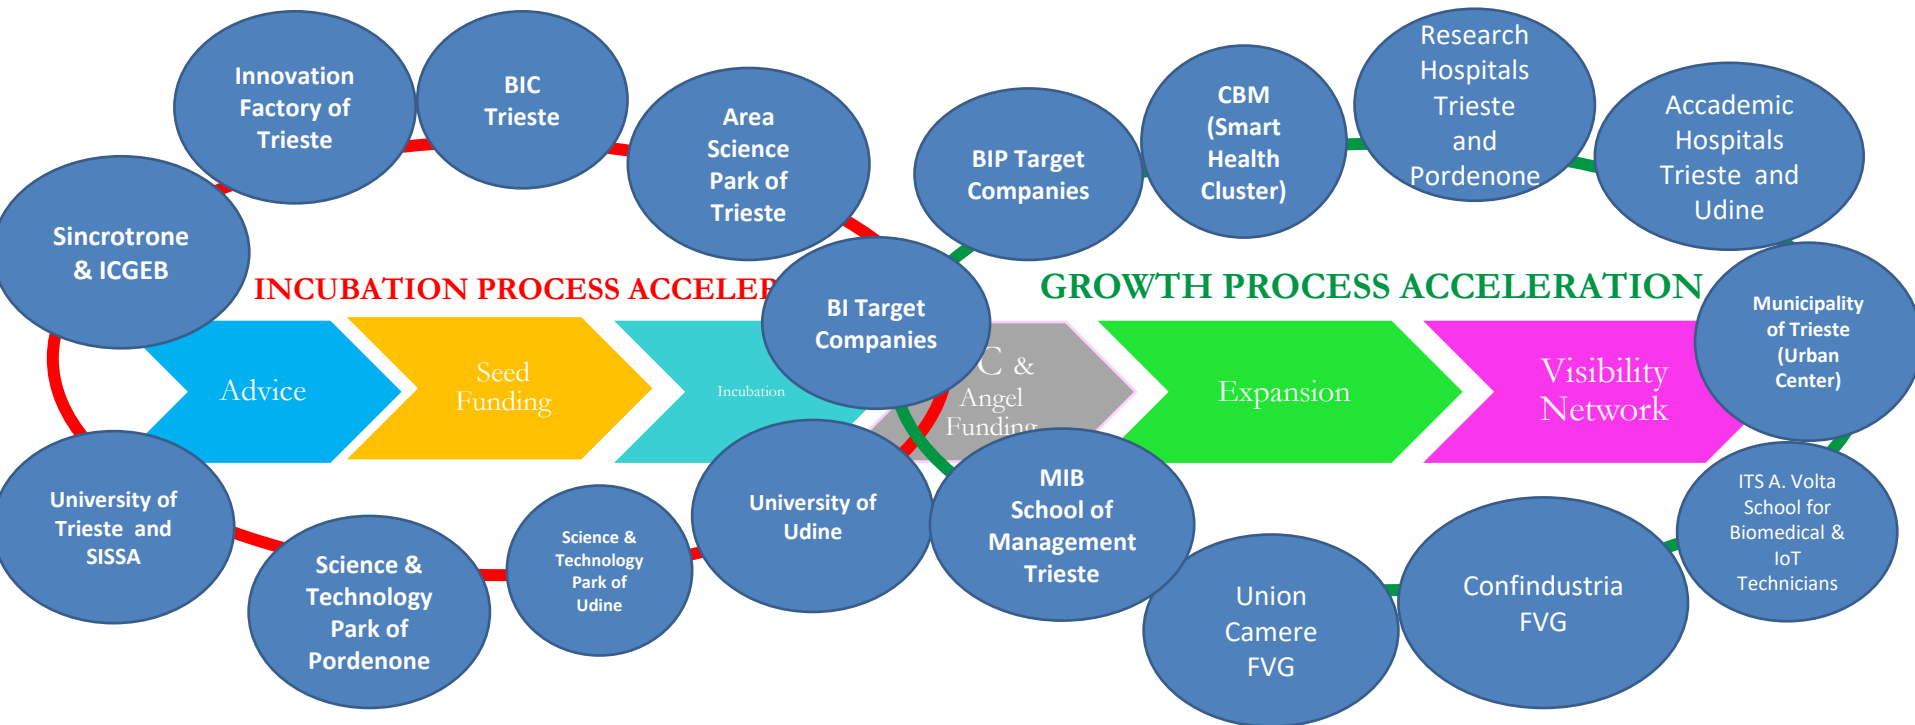 Innovation
Factory of
Trieste
BIC
Trieste
Area
Science
Park of
Trieste
BIP Target
Companies
CBM
(Smart
Health
Cluster)
Research
Hospitals
Trieste
and
Pordenone
Accademic
Hospitals
Trieste and
Udine
Sincrotrone
& ICGEB
INCUBATION PROCESS ACCELER
BI Target
Companies
GROWTH PROCESS ACCELERATION
Municipality
of Trieste
(Urban
Center)
Advice
Seed
Funding
Incubation
C &
Angel
Funding
Expansion
Visibility
Network
University of
Trieste and
SISSA
Science &
Technology
Park of
Pordenone
Science &
Technology
Park of
Udine
University of
Udine
MIB
School of
Management
Trieste
Union
Camere
FVG
Confindustria
FVG
ITS A. Volta
School for
Biomedical &
IoT
Technicians